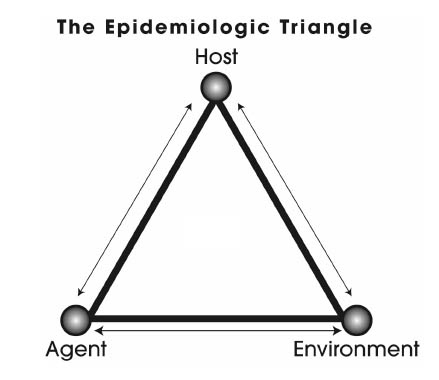 The Epidemiologic Triangle
Host
Agent
Environment